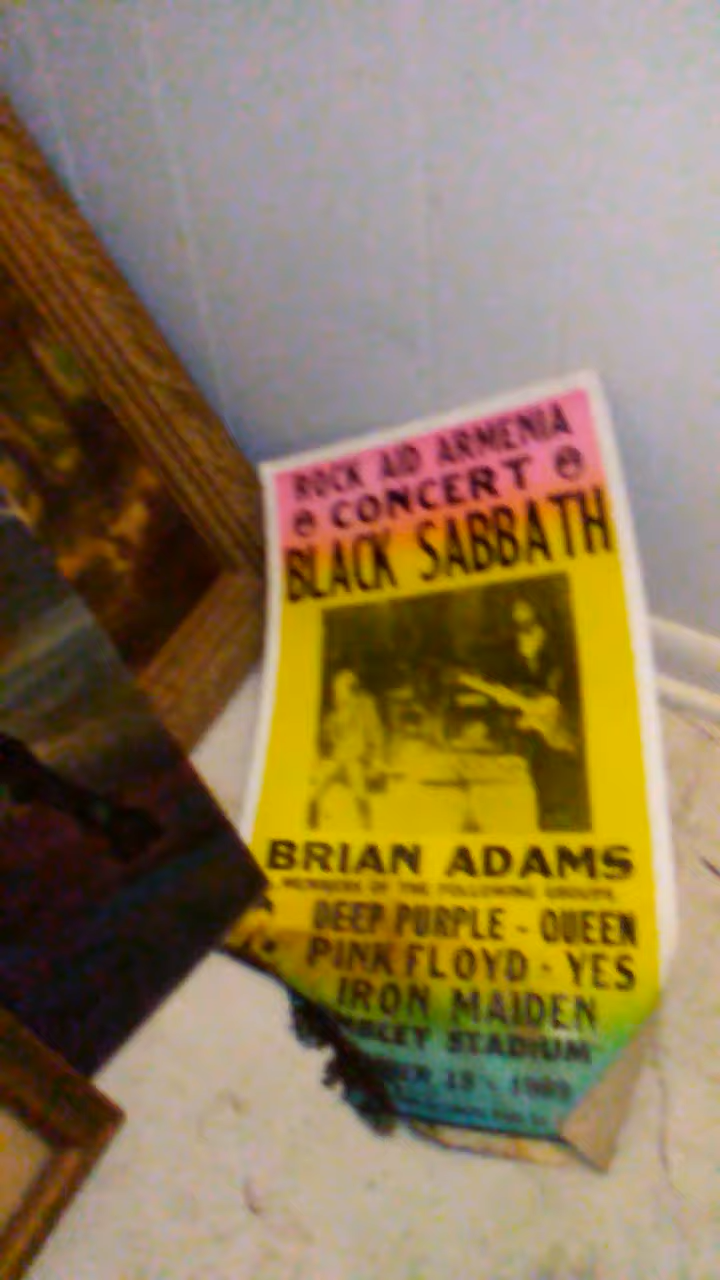 ROCK AID ARMENIA
CONCERT
BLACK SABBATH
BRIAN ADAMS
MEMBERS OF THE FOLLOWING GROUPS
DEEP PURPLE - QUEEN
PINK FLOYD - YES
IRON MAIDEN
STADIUM